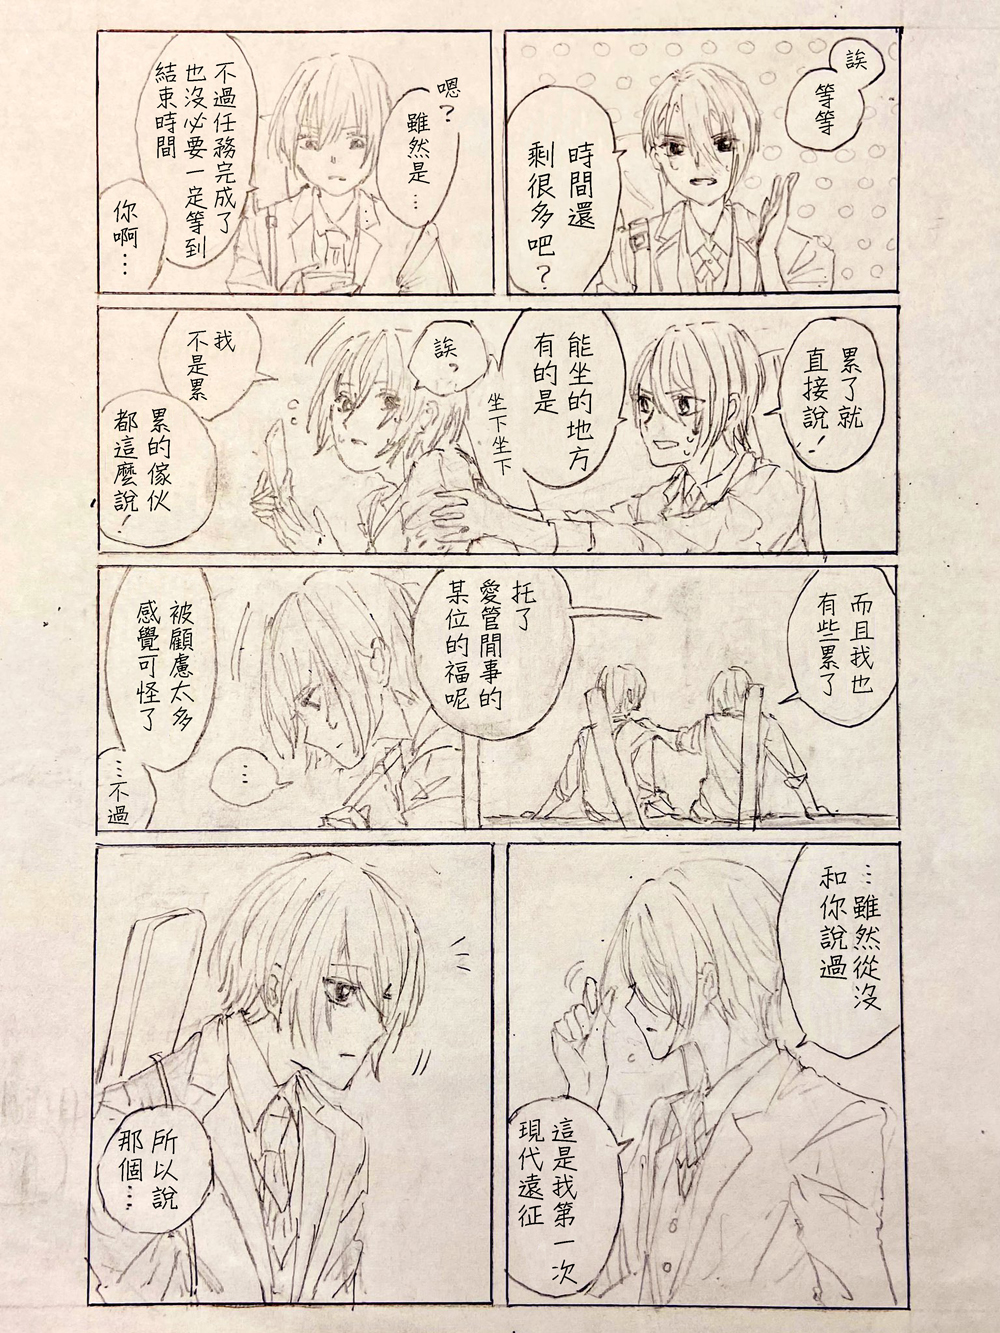 誒
等等
時間還
剩很多吧？
嗯？
雖然是…
不過任務完成了
也沒必要一定等到
結束時間
你啊…
累了就
直接說！
能坐的地方
有的是
坐下坐下
誒？
我
不是累
累的傢伙
都這麼說！
而且我也
有些累了
托了
愛管閒事的
某位的福呢
…
被顧慮太多
感覺可怪了
…不過
…雖然從沒
和你說過
這是我第一次
現代遠征
所以說
那個…